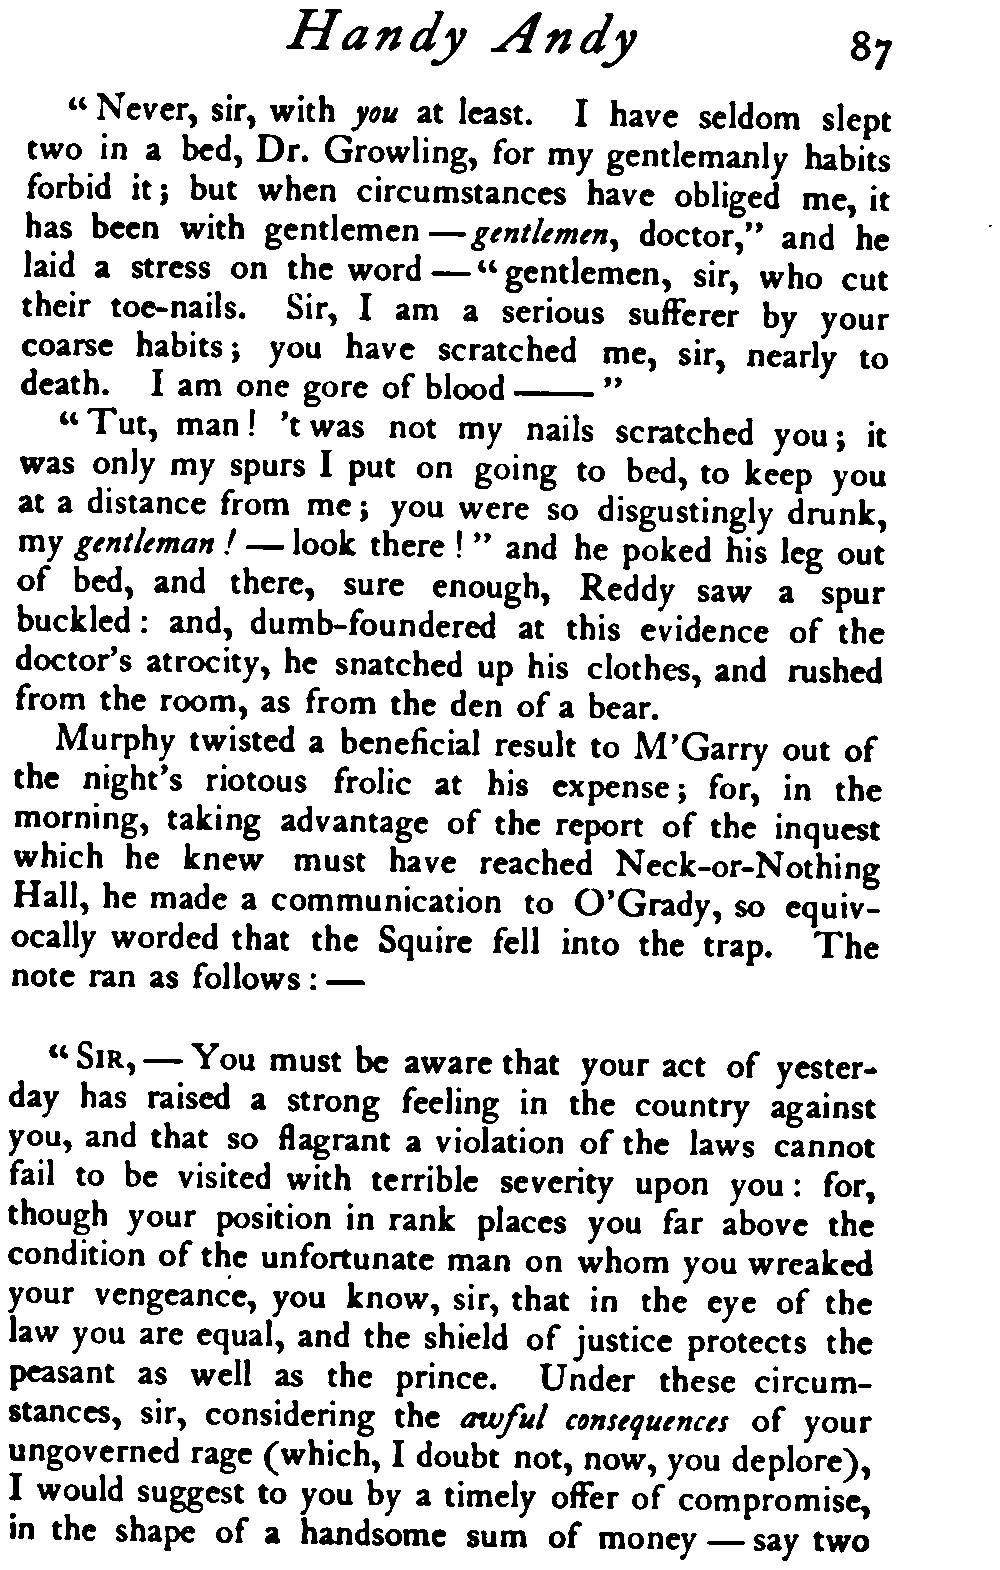 Handy Andy 87
“Never, sir, with you at least. I have seldom slept
two in a bed, Dr. Growling, for my gentlemanly habits
forbid it; but when circumstances have obliged me, it
has been with gentlemen — gentlemen, doctor,” and he
laid a stress on the word — “gentlemen, sir, who cut
their toe-nails. Sir, I am a serious sufferer by your
coarse habits; you have scratched me, sir, nearly to
death. I am one gore of blood ——”
“Tut, man! 't was not my nails scratched you; it
was only my spurs I put on going to bed, to keep you
at a distance from me; you were so disgustingly drunk,
my gentleman! — look there!” and he poked his leg out
of bed, and there, sure enough, Reddy saw a spur
buckled: and, dumb-foundered at this evidence of the
doctor's atrocity, he snatched up his clothes, and rushed
from the room, as from the den of a bear.
Murphy twisted a beneficial result to M'Garry out of
the night's riotous frolic at his expense; for, in the
morning, taking advantage of the report of the inquest
which he knew must have reached Neck-or-Nothing
Hall, he made a communication to O'Grady, so equiv-
ocally worded that the Squire fell into the trap. The
note ran as follows: —
“SIR, — You must be aware that your act of yester-
day has raised a strong feeling in the country against
you, and that so flagrant a violation of the laws cannot
fail to be visited with terrible severity upon you: for,
though your position in rank places you far above the
condition of the unfortunate man on whom you wreaked
your vengeance, you know, sir, that in the eye of the
law you are equal, and the shield of justice protects the
peasant as well as the prince. Under these circum-
stances, sir, considering the awful consequences of your
ungoverned rage (which, I doubt not, now, you deplore),
I would suggest to you by a timely offer of compromise,
in the shape of a handsome sum of money — say two